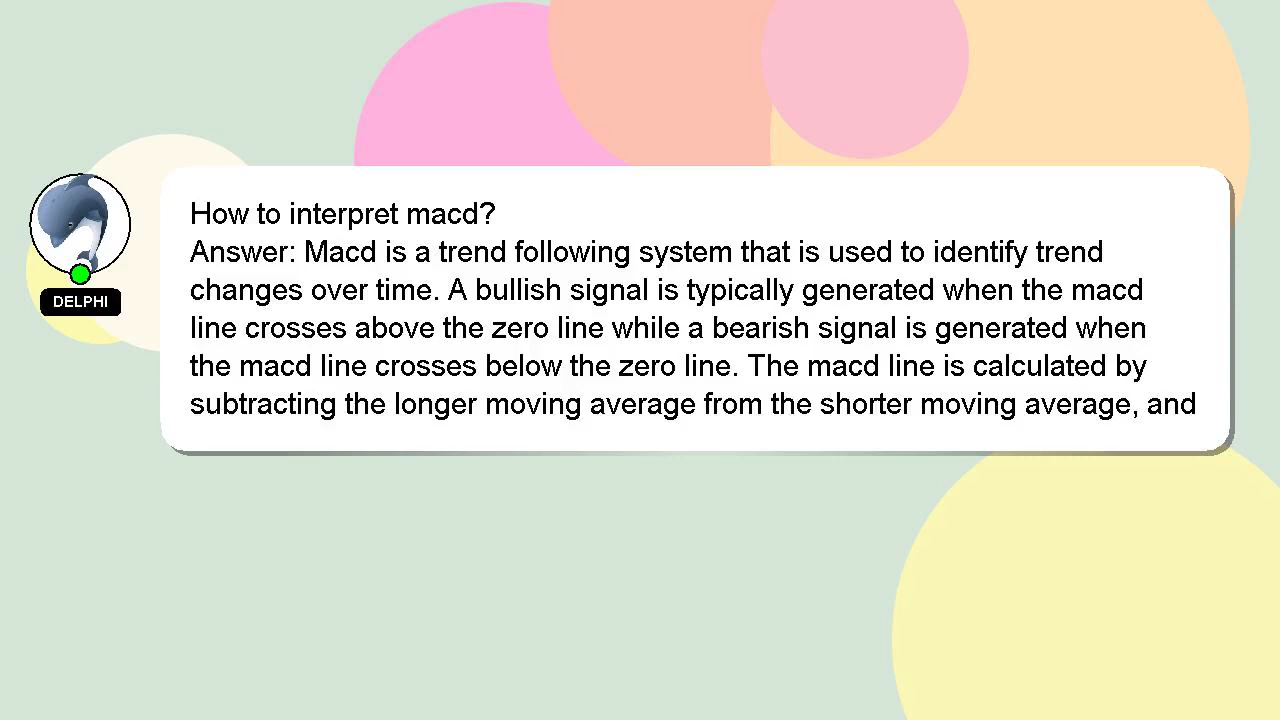 How to interpret macd?
Answer: Macd is a trend following system that is used to identify trend
changes over time. A bullish signal is typically generated when the macd
line crosses above the zero line while a bearish signal is generated when
the macd line crosses below the zero line. The macd line is calculated by
subtracting the longer moving average from the shorter moving average, and
DELPHI